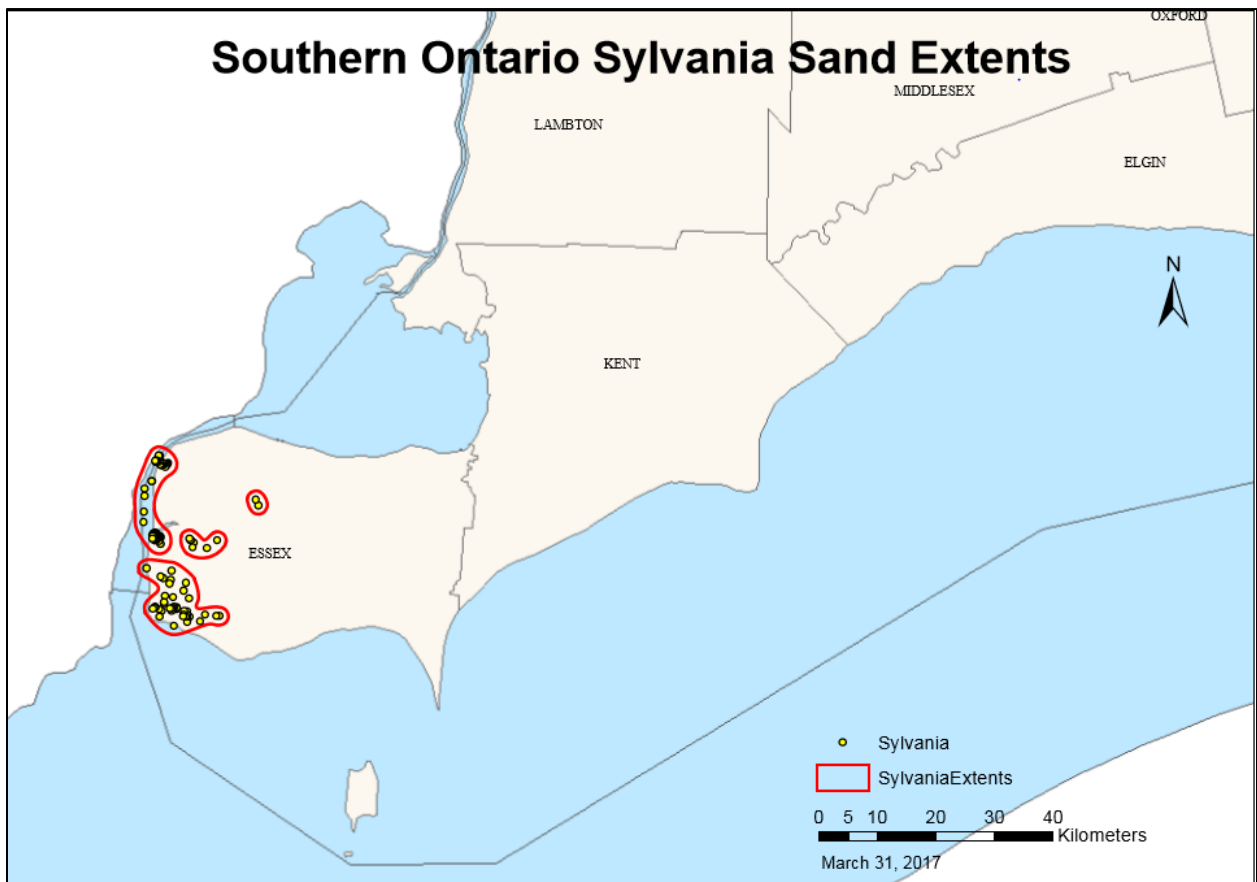 OXFORD
Southern Ontario Sylvania Sand Extents
MIDDLESEX
LAMBTON
ELGIN
N
KENT
ESSEX
Sylvania
SylvaniaExtents
0 5 10 20 30 40
Kilometers
March 31, 2017